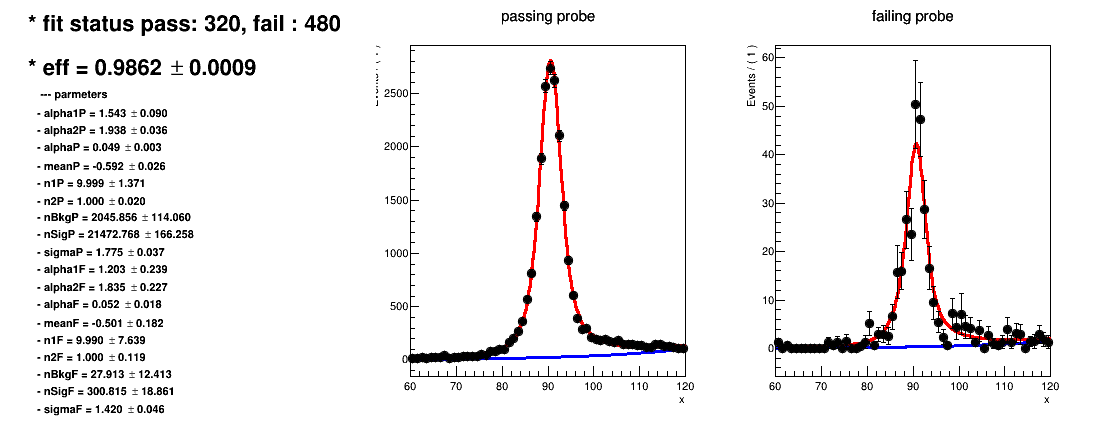 * fit status pass: 320, fail : 480
* eff = 0.9862 ± 0.0009
--- parmeters
- alpha1P = 1.543 ± 0.090
- alpha2P = 1.938 ± 0.036
- alphaP = 0.049 ± 0.003
- meanP = -0.592 ± 0.026
- n1P = 9.999 ± 1.371
- n2P = 1.000 ± 0.020
- nBkgP = 2045.856 ± 114.060
- nSigP = 21472.768 ± 166.258
- sigmaP = 1.775 ± 0.037
- alpha1F = 1.203 ± 0.239
- alpha2F = 1.835 ± 0.227
- alphaF = 0.052 ± 0.018
- meanF = -0.501 ± 0.182
- n1F = 9.990 ± 7.639
- n2F = 1.000 ± 0.119
- nBkgF = 27.913 ± 12.413
- nSigF = 300.815 ± 18.861
- sigmaF = 1.420 ± 0.046
passing probe
2500
2000
1500
1000
500
0
60 70 80 90 100 110 120
x
failing probe
Events / ( 1 )
60
50
40
30
20
10
0
60 70 80 90 100 110 120
x